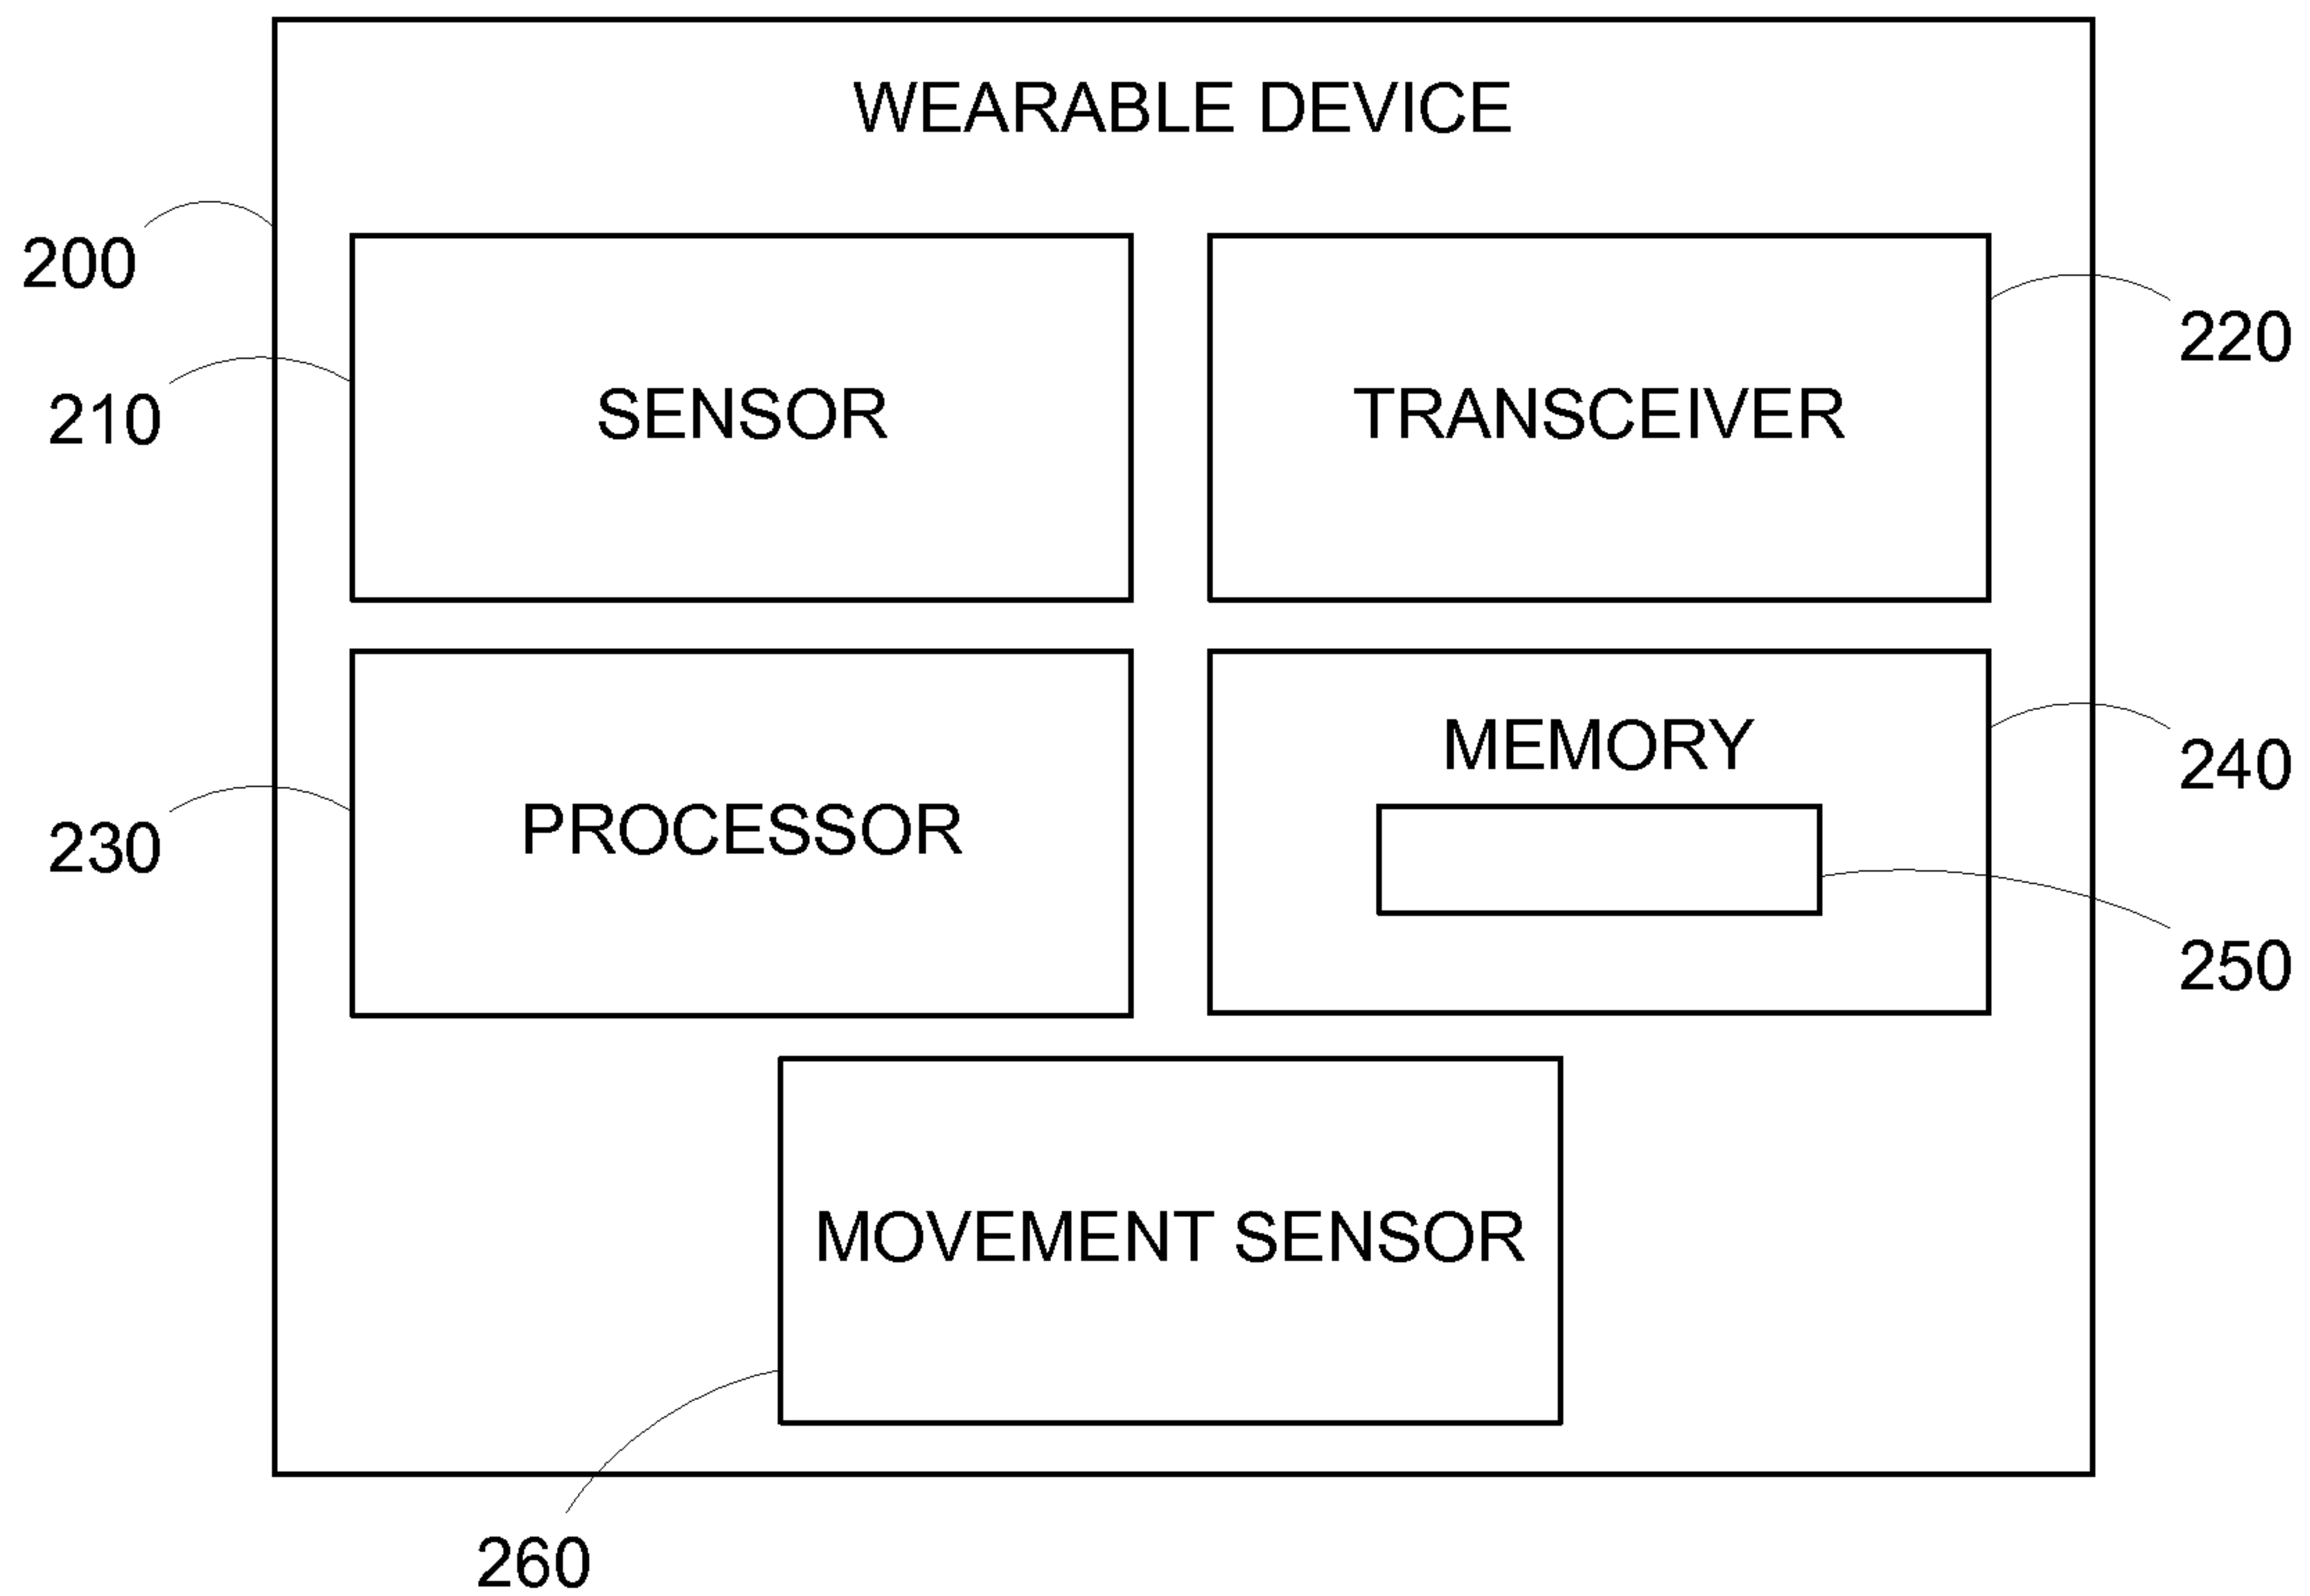 WEARABLE DEVICE
200
210
SENSOR
TRANSCEIVER
220
230
PROCESSOR
MEMORY
240
250
MOVEMENT SENSOR
260